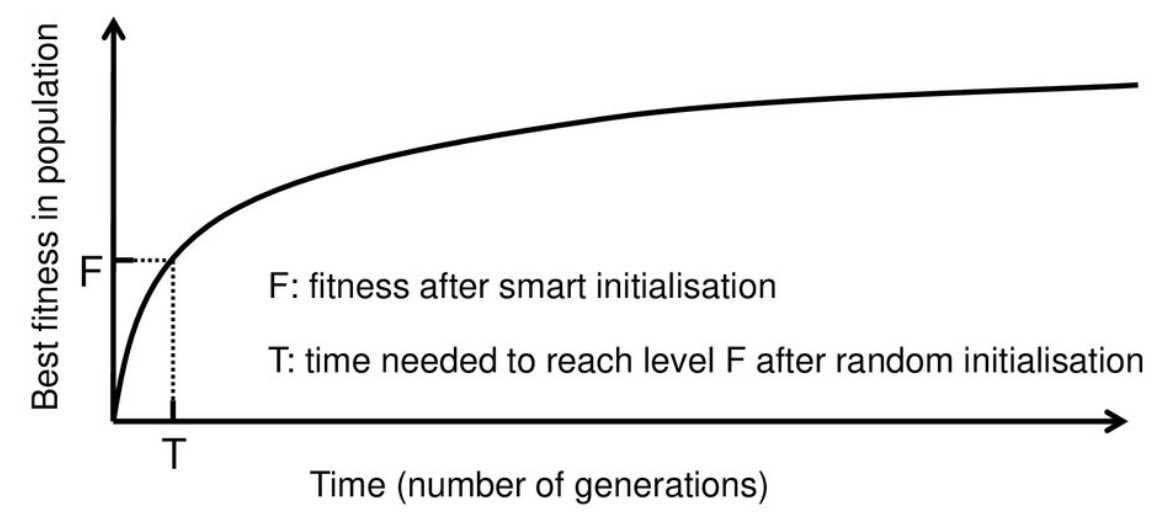 Best fitness in population
F
F: fitness after smart initialisation
T: time needed to reach level F after random initialisation
T
Time (number of generations)